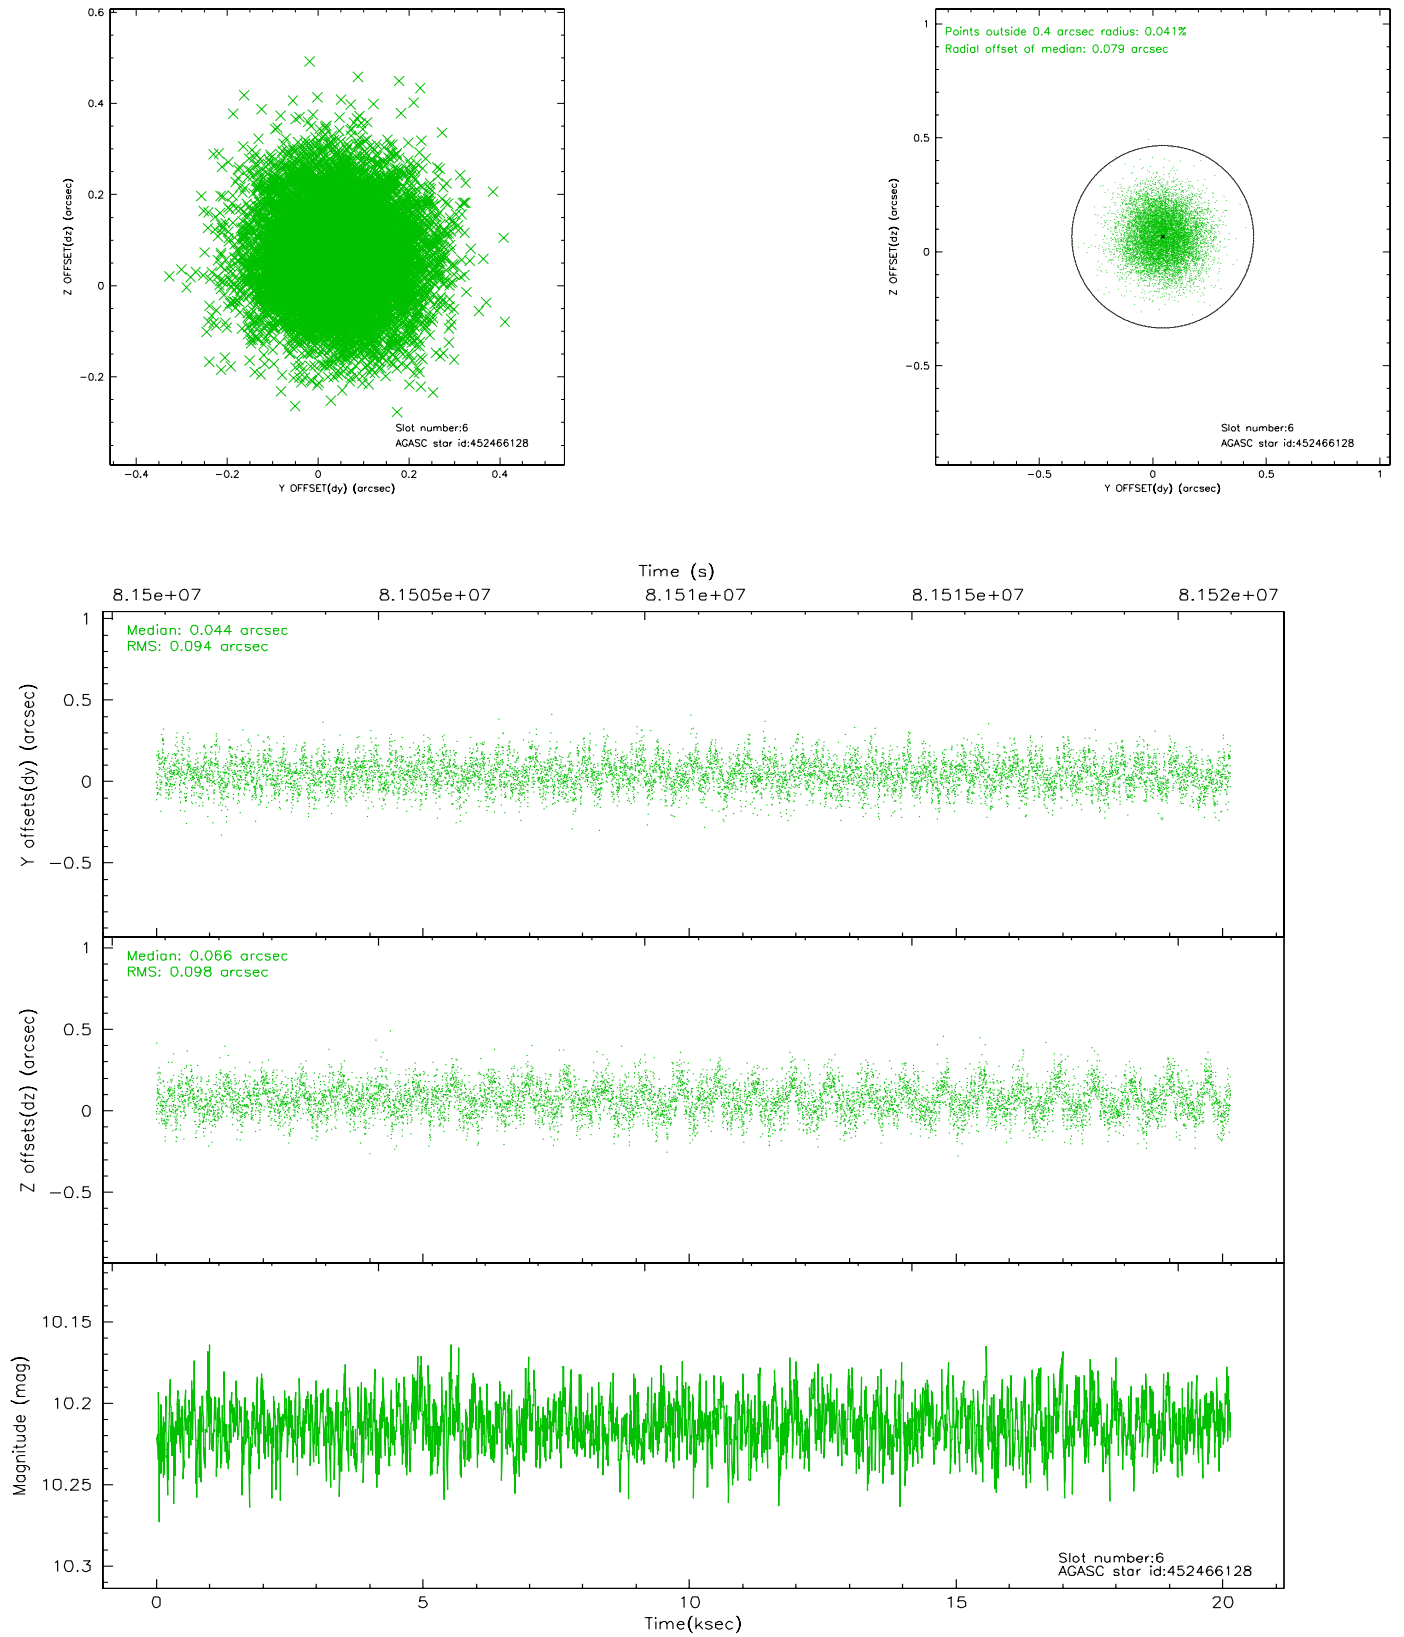 0.6
0.4
0.2
0
−0.2
−0.4
−0.2
0
0.2
0.4
Z OFFSET(dz) (arcsec)
Y OFFSET(dy) (arcsec)
Slot number:6
AGASC star id:452466128
Points outside 0.4 arcsec radius: 0.041%
Radial offset of median: 0.079 arcsec
1
0.5
0
−0.5
−0.5
0
0.5
1
Z OFFSET(dz) (arcsec)
Y OFFSET(dy) (arcsec)
Slot number:6
AGASC star id:452466128
Time (s)
8.15e+07
8.1505e+07
8.151e+07
8.1515e+07
8.152e+07
Median: 0.044 arcsec
RMS: 0.094 arcsec
1
0.5
0
−0.5
Y offsets(dy) (arcsec)
Median: 0.066 arcsec
RMS: 0.098 arcsec
1
0.5
0
−0.5
Z offsets(dz) (arcsec)
10.15
10.2
10.25
10.3
Magnitude (mag)
Slot number:6
AGASC star id:452466128
0
5
10
15
20
Time(ksec)